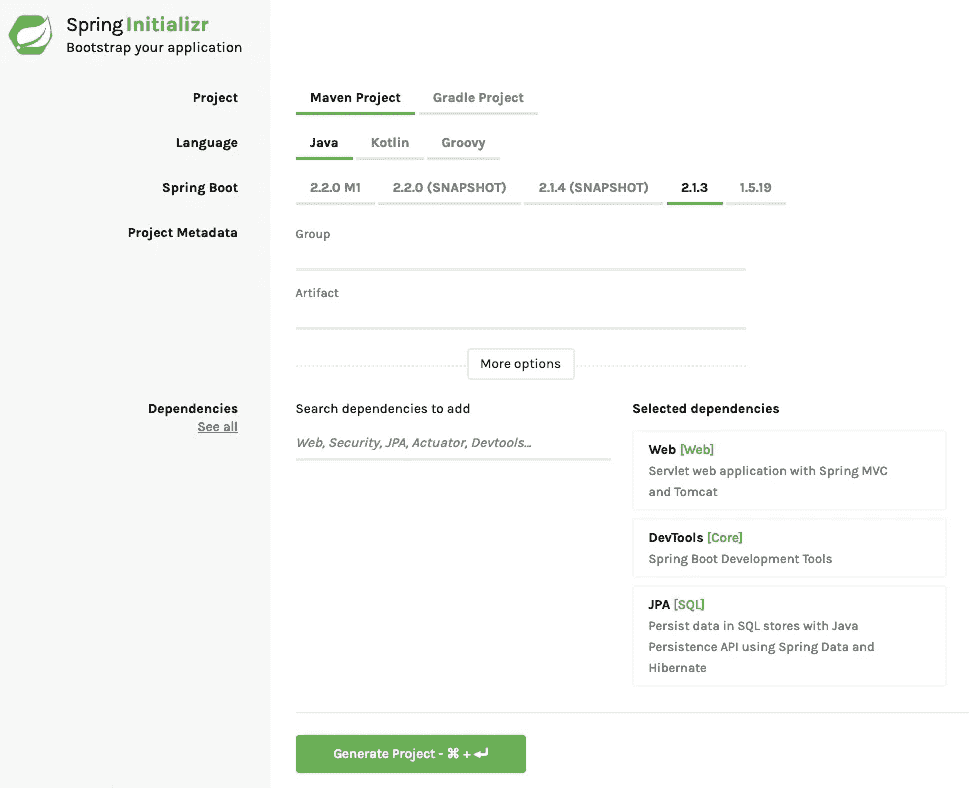 Spring Initializr
Bootstrap your application
Project
Maven Project
Gradle Project
Language
Java
Kotlin
Groovy
Spring Boot
2.2.0 M1
2.2.0 (SNAPSHOT)
2.1.4 (SNAPSHOT)
2.1.3
1.5.19
Project Metadata
Group
Artifact
More options
Dependencies
See all
Search dependencies to add
Web, Security, JPA, Actuator, Devtools...
Selected dependencies
Web [Web]
Servlet web application with Spring MVC
and Tomcat
DevTools [Core]
Spring Boot Development Tools
JPA [SQL]
Persist data in SQL stores with Java
Persistence API using Spring Data and
Hibernate
Generate Project - ⌘ + ↵